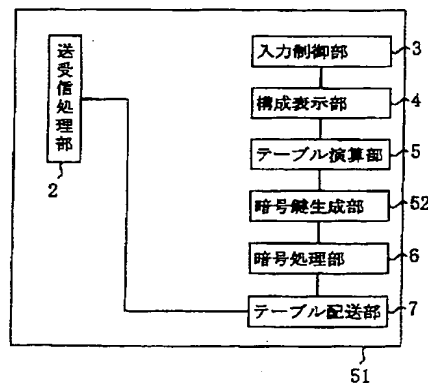 送受信処理部
2
入力制御部 3
構成表示部 4
テーブル演算部 5
暗号鍵生成部 52
暗号処理部 6
テーブル配送部 7
51